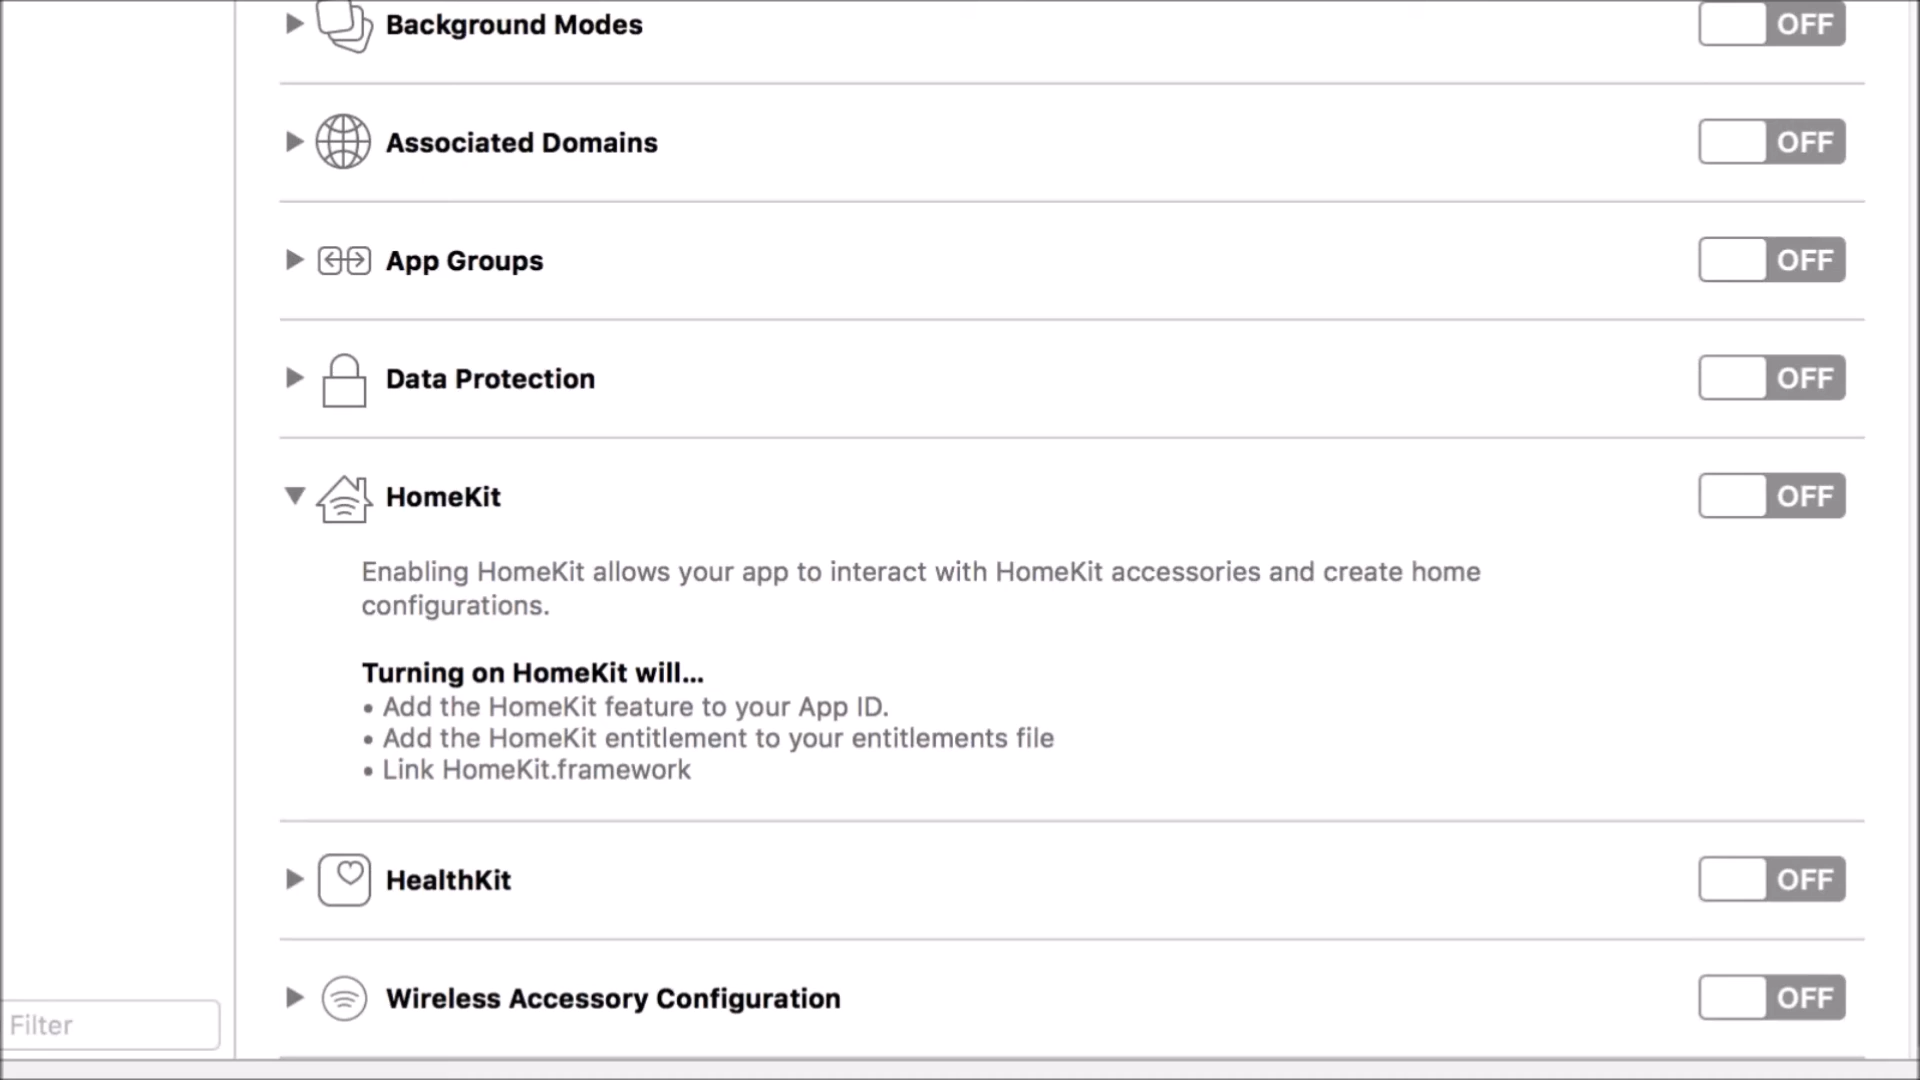 Background Modes OFF
Associated Domains OFF
App Groups OFF
Data Protection OFF
HomeKit OFF
Enabling HomeKit allows your app to interact with HomeKit accessories and create home
configurations.
Turning on HomeKit will...
• Add the HomeKit feature to your App ID.
• Add the HomeKit entitlement to your entitlements file
• Link HomeKit.framework
HealthKit OFF
Wireless Accessory Configuration OFF
Filter